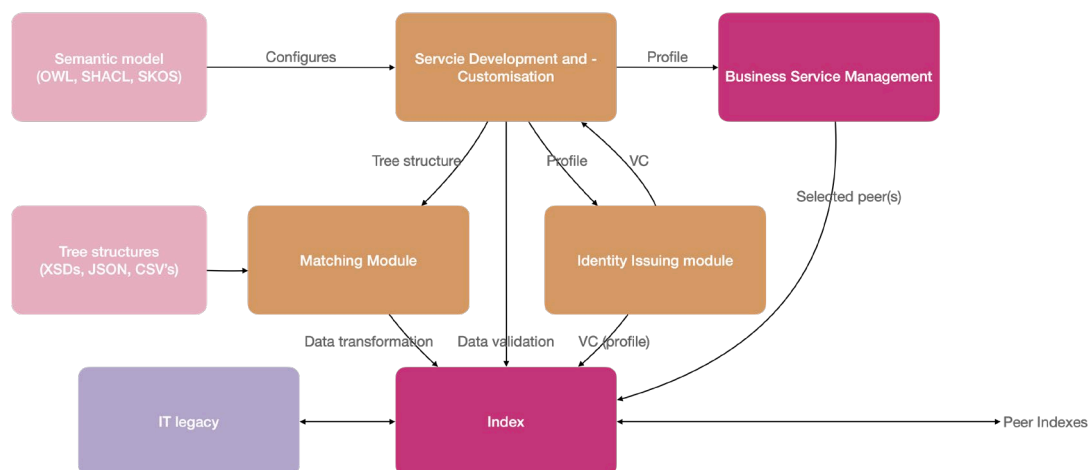 Semantic model
(OWL, SHACL, SKOS)
Configures
Servcie Development and -
Customisation
Profile
Business Service Management
Tree structure
Profile
VC
Selected peer(s)
Tree structures
(XSDs, JSON, CSV's)
Matching Module
Identity Issuing module
Data transformation
Data validation
VC (profile)
IT legacy
Index
Peer Indexes